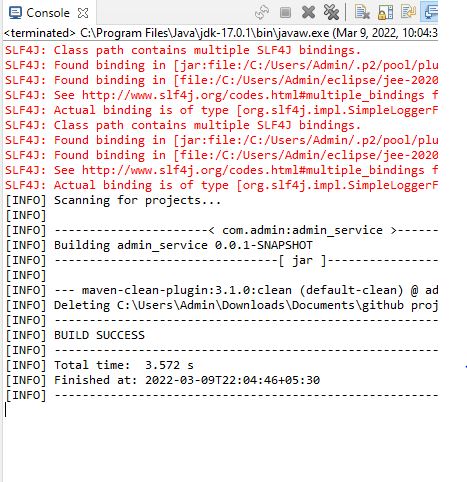 Console
<terminated> C:\Program Files\Java\jdk-17.0.1\bin\javaw.exe (Mar 9, 2022, 10:04:3
SLF4J: Class path contains multiple SLF4J bindings.
SLF4J: Found binding in [jar:file:/C:/Users/Admin/.p2/pool/plu
SLF4J: Found binding in [file:/C:/Users/Admin/eclipse/jee-2020
SLF4J: See http://www.slf4j.org/codes.html#multiple_bindings f
SLF4J: Actual binding is of type [org.slf4j.impl.SimpleLoggerF
SLF4J: Class path contains multiple SLF4J bindings.
SLF4J: Found binding in [jar:file:/C:/Users/Admin/.p2/pool/plu
SLF4J: Found binding in [file:/C:/Users/Admin/eclipse/jee-2020
SLF4J: See http://www.slf4j.org/codes.html#multiple_bindings f
SLF4J: Actual binding is of type [org.slf4j.impl.SimpleLoggerF
[INFO] Scanning for projects...
[INFO]
[INFO] ---------------------< com.admin:admin_service >------
[INFO] Building admin_service 0.0.1-SNAPSHOT
[INFO] ------------------------------[ jar ]---------------
[INFO]
[INFO] --- maven-clean-plugin:3.1.0:clean (default-clean) @ ad
[INFO] Deleting C:\Users\Admin\Downloads\Documents\github proj
[INFO] ---------------------------------------------------
[INFO] BUILD SUCCESS
[INFO] ---------------------------------------------------
[INFO] Total time:  3.572 s
[INFO] Finished at: 2022-03-09T22:04:46+05:30
[INFO] ---------------------------------------------------